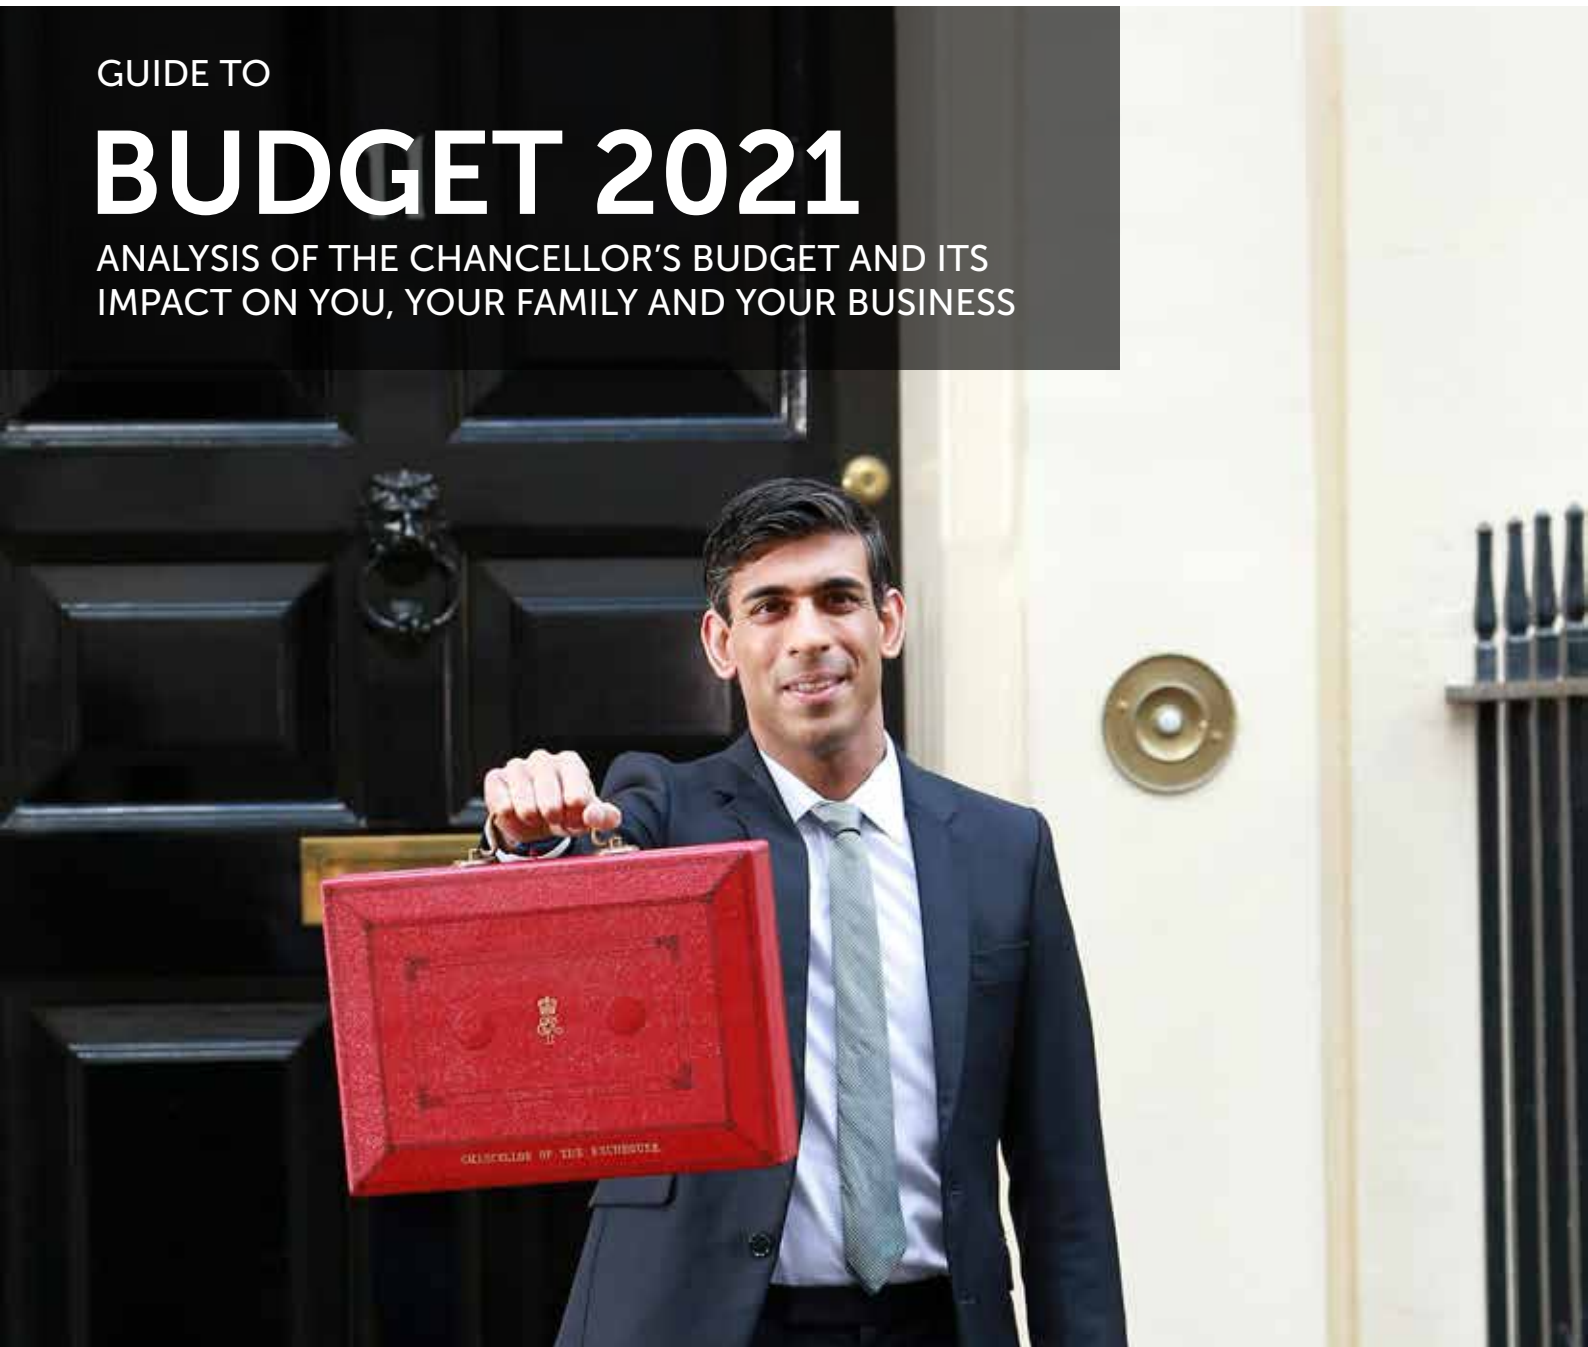 GUIDE TO
BUDGET 2021
ANALYSIS OF THE CHANCELLOR’S BUDGET AND ITS
IMPACT ON YOU, YOUR FAMILY AND YOUR BUSINESS
CHANCELLOR OF THE EXCHEQUER